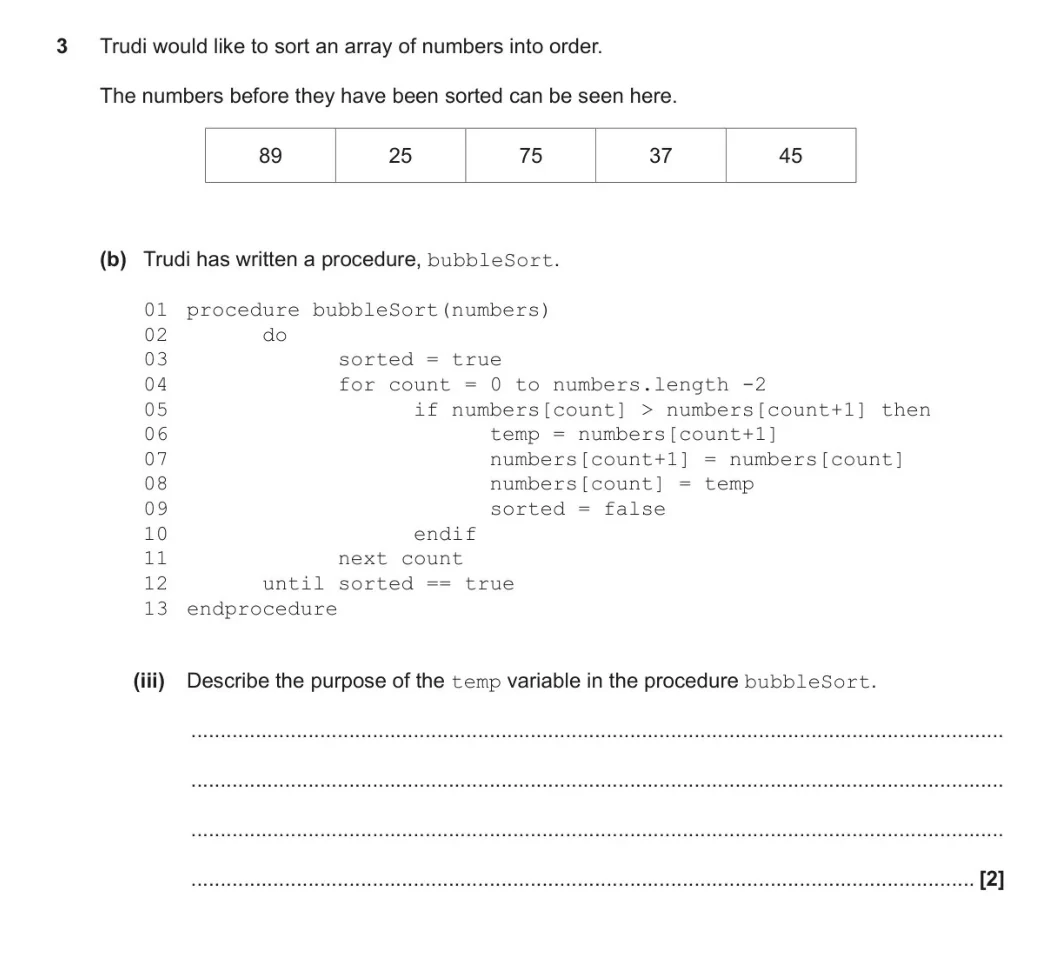 3 Trudi would like to sort an array of numbers into order.
The numbers before they have been sorted can be seen here.
89 25 75 37 45
(b) Trudi has written a procedure, bubbleSort.
01 procedure bubbleSort(numbers)
02 do
03 sorted = true
04 for count = 0 to numbers.length -2
05 if numbers[count] > numbers[count+1] then
06 temp = numbers[count+1]
07 numbers[count+1] = numbers[count]
08 numbers[count] = temp
09 sorted = false
10 endif
11 next count
12 until sorted == true
13 endprocedure
(iii) Describe the purpose of the temp variable in the procedure bubbleSort.
[2]